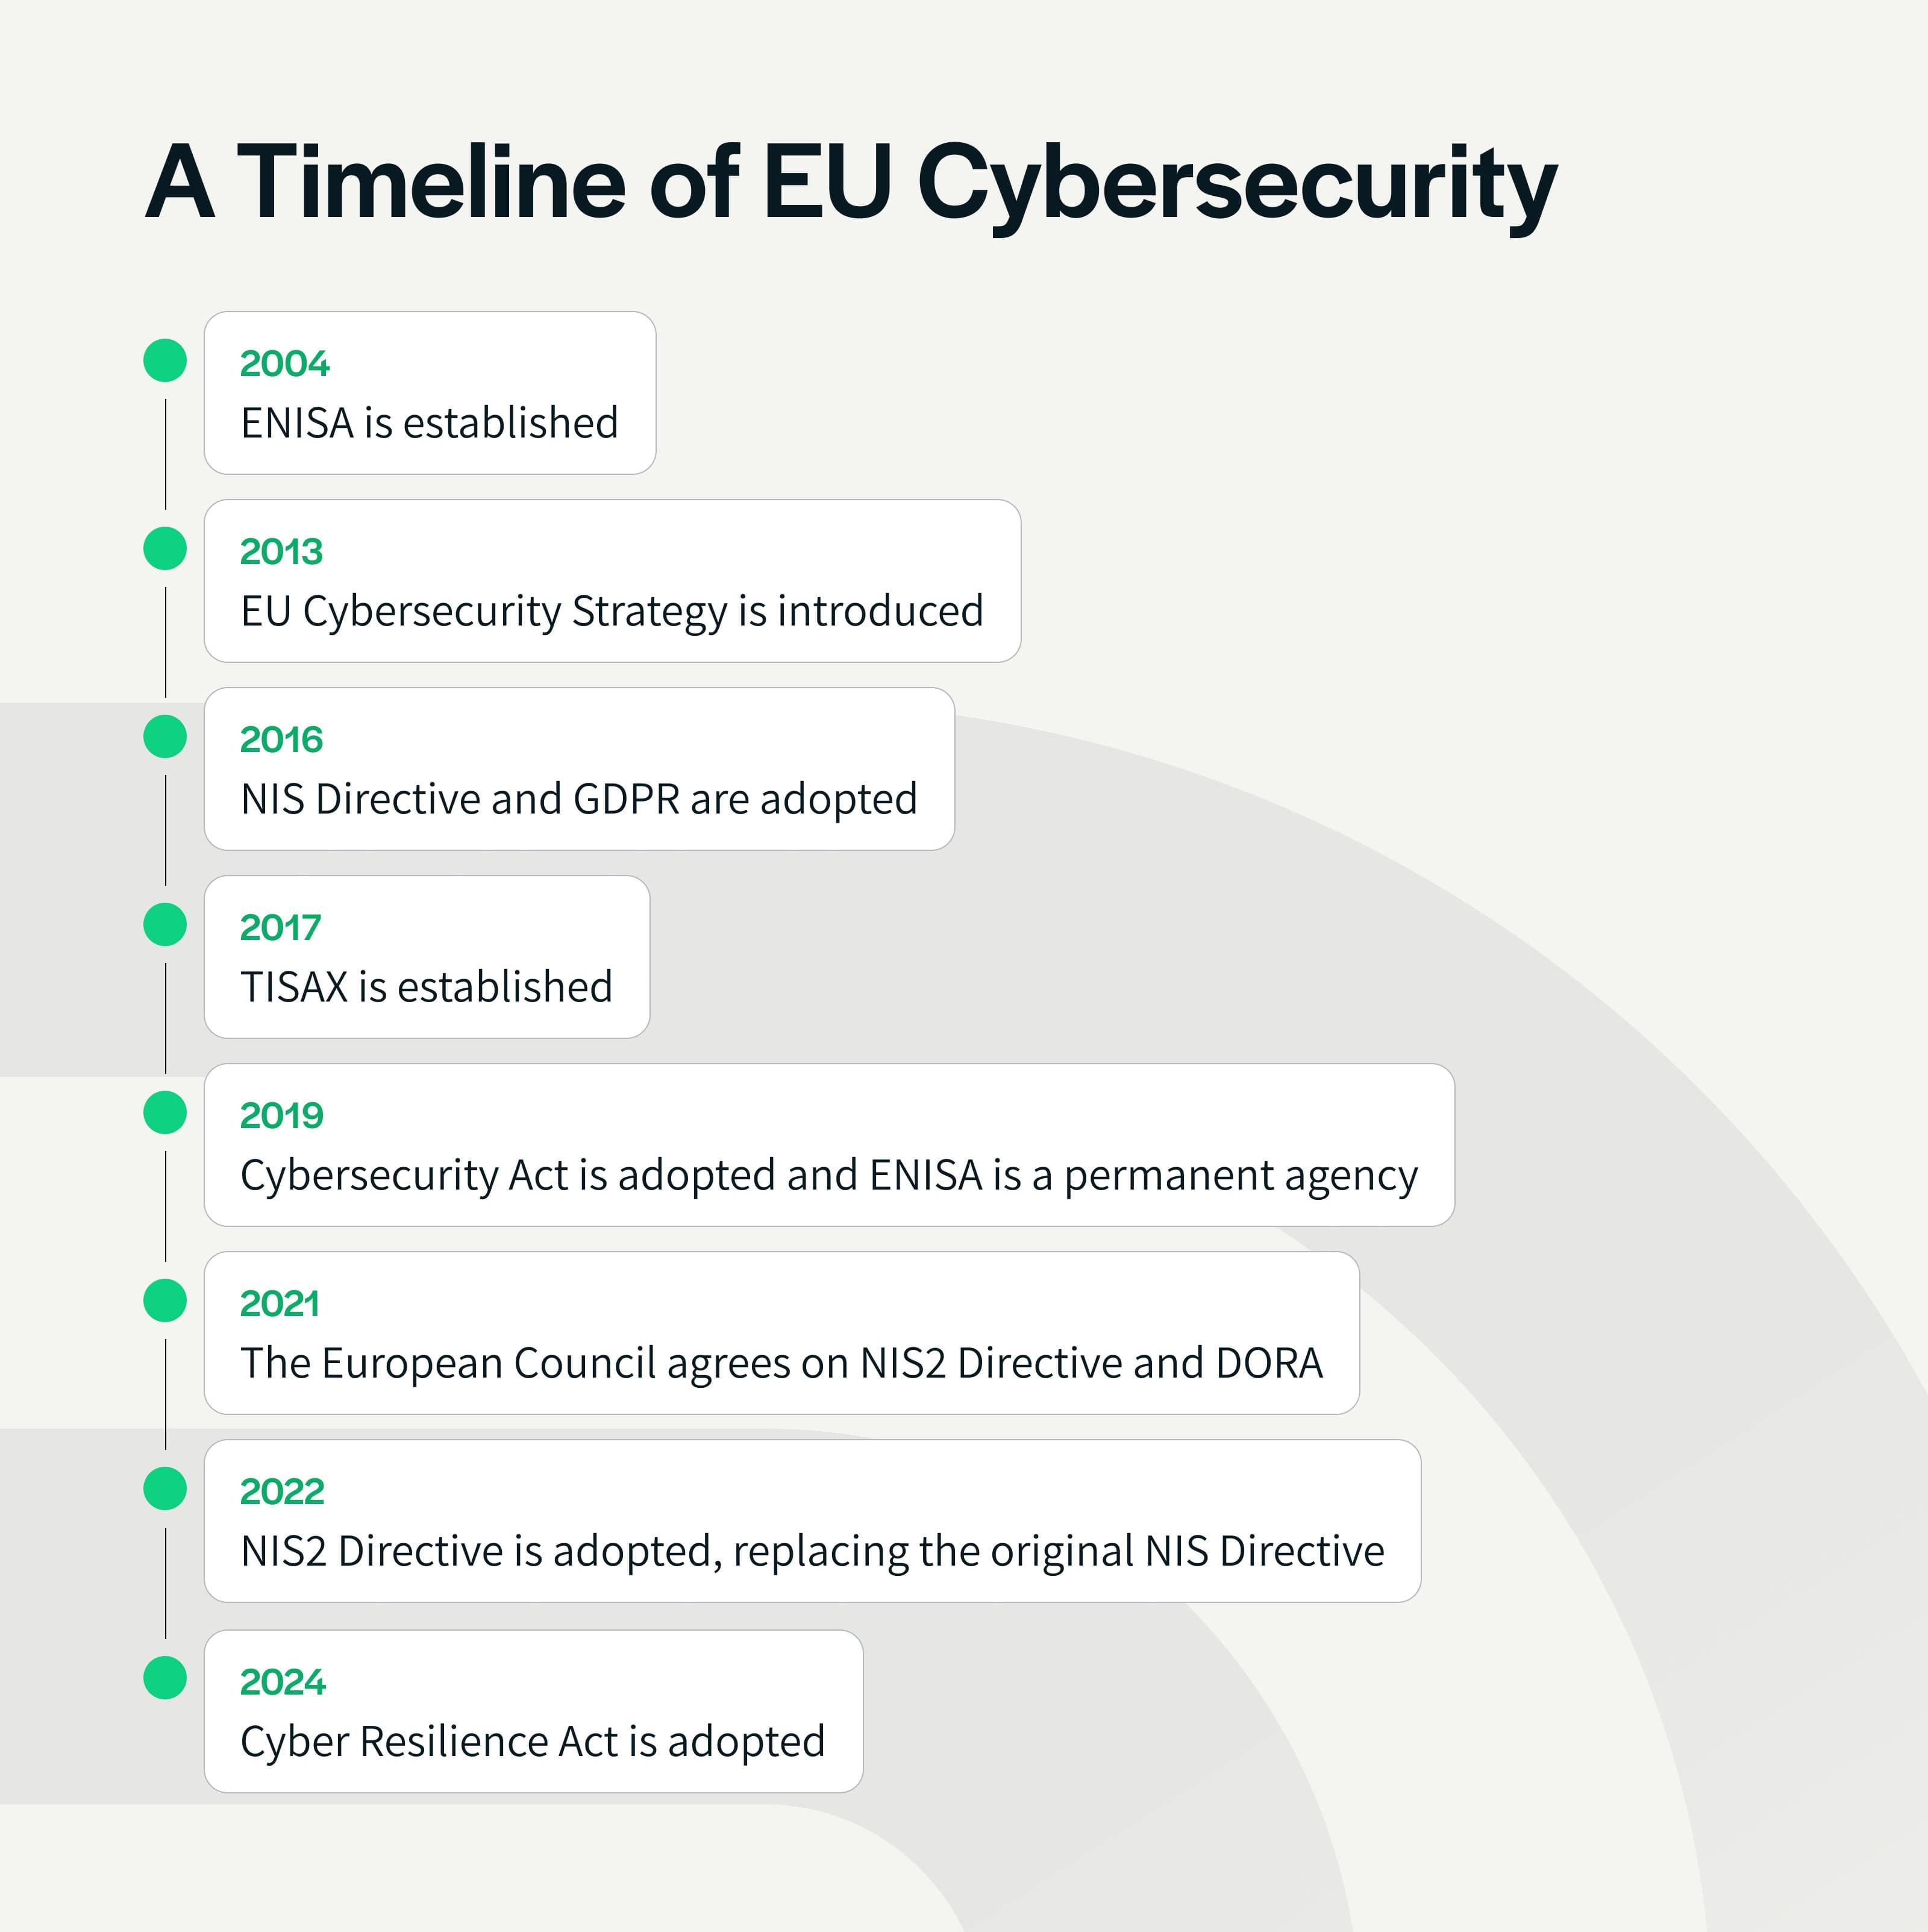 A Timeline of EU Cybersecurity
2004
ENISA is established
2013
EU Cybersecurity Strategy is introduced
2016
NIS Directive and GDPR are adopted
2017
TISAX is established
2019
Cybersecurity Act is adopted and ENISA is a permanent agency
2021
The European Council agrees on NIS2 Directive and DORA
2022
NIS2 Directive is adopted, replacing the original NIS Directive
2024
Cyber Resilience Act is adopted